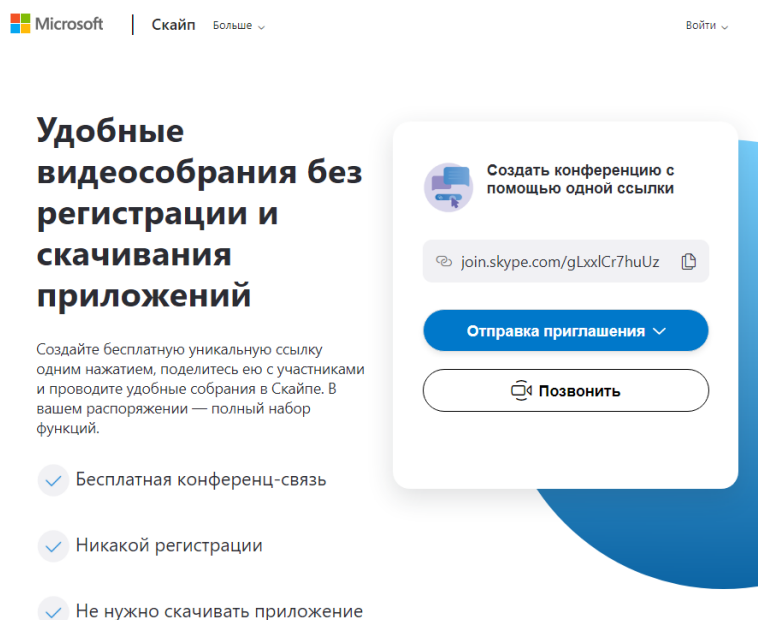 Microsoft
Скайп
Больше
Войти
Удобные
видеособрания без
регистрации и
скачивания
приложений
Создайте бесплатную уникальную ссылку
одним нажатием, поделитесь ею с участниками
и проводите удобные собрания в Скайпе. В
вашем распоряжении — полный набор
функций.
Бесплатная конференц-связь
Никакой регистрации
Не нужно скачивать приложение
Создать конференцию с
помощью одной ссылки
join.skype.com/gLxxlCr7huUz
Отправка приглашения
Позвонить